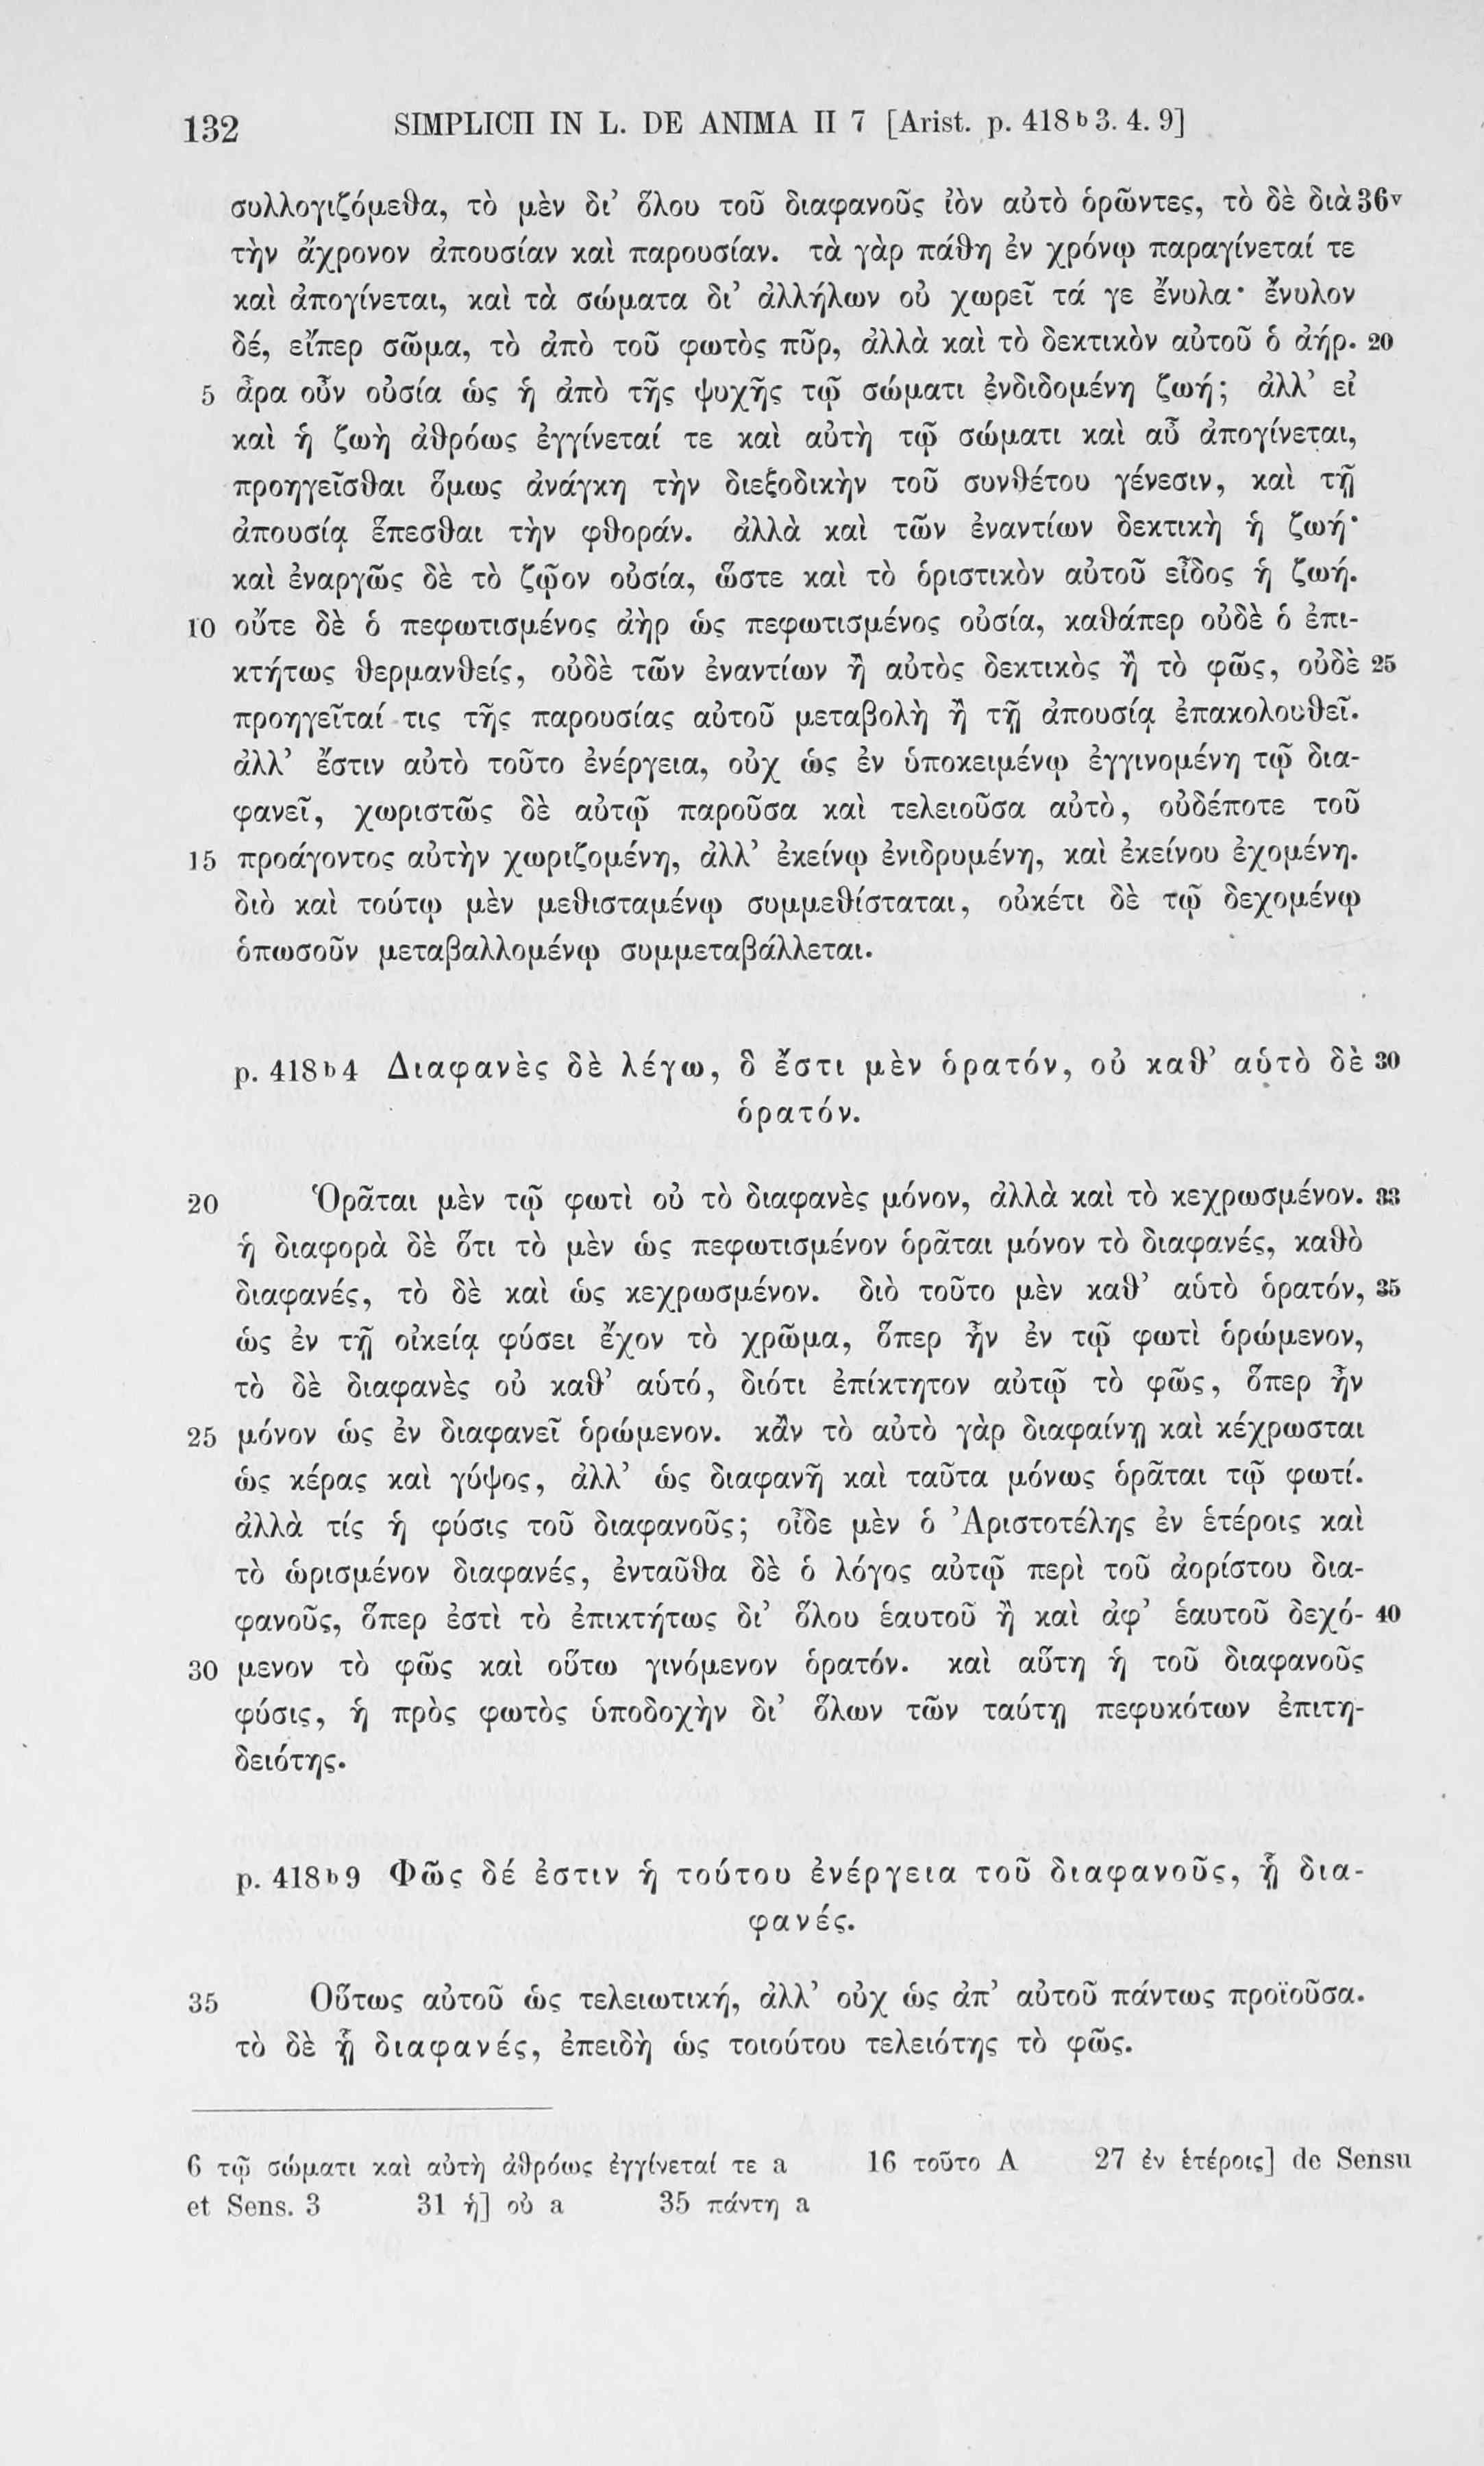 132 SIMPLICII IN L. DE ANIMA II 7 [Arist. p. 418 b 3. 4. 9]
συλλογιζόμεθα, τὸ μὲν δι’ ὅλου τοῦ διαφανοῦς ἰὸν αὐτὸ ὁρῶντες, τὸ δὲ διὰ 36v
τὴν ἄχρονον ἀπουσίαν καὶ παρουσίαν. τὰ γὰρ πάθη ἐν χρόνῳ παραγίνεταί τε
καὶ ἀπογίνεται, καὶ τὰ σώματα δι’ ἀλλήλων οὐ χωρεῖ τά γε ἔνυλα· ἔνυλον
δέ, εἴπερ σῶμα, τὸ ἀπὸ τοῦ φωτὸς πῦρ, ἀλλὰ καὶ τὸ δεκτικὸν αὐτοῦ ὁ ἀήρ. 20
5 ἆρα οὖν οὐσία ὡς ἡ ἀπὸ τῆς ψυχῆς τῷ σώματι ἐνδιδομένη ζωή; ἀλλ’ εἰ
καὶ ἡ ζωὴ ἀθρόως ἐγγίνεταί τε καὶ αὐτὴ τῷ σώματι καὶ αὖ ἀπογίνεται,
προηγεῖσθαι ὅμως ἀνάγκη τὴν διεξοδικὴν τοῦ συνθέτου γένεσιν, καὶ τῇ
ἀπουσίᾳ ἕπεσθαι τὴν φθοράν. ἀλλὰ καὶ τῶν ἐναντίων δεκτικὴ ἡ ζωή·
καὶ ἐναργῶς δὲ τὸ ζῷον οὐσία, ὥστε καὶ τὸ ὁριστικὸν αὐτοῦ εἶδος ἡ ζωή.
10 οὔτε δὲ ὁ πεφωτισμένος ἀὴρ ὡς πεφωτισμένος οὐσία, καθάπερ οὐδὲ ὁ ἐπι-
κτήτως θερμανθείς, οὐδὲ τῶν ἐναντίων ἢ αὐτὸς δεκτικὸς ἢ τὸ φῶς, οὐδὲ 25
προηγεῖταί τις τῆς παρουσίας αὐτοῦ μεταβολὴ ἢ τῇ ἀπουσίᾳ ἐπακολουθεῖ.
ἀλλ’ ἔστιν αὐτὸ τοῦτο ἐνέργεια, οὐχ ὡς ἐν ὑποκειμένῳ ἐγγινομένη τῷ δια-
φανεῖ, χωριστῶς δὲ αὐτῷ παροῦσα καὶ τελειοῦσα αὐτὸ, οὐδέποτε τοῦ
15 προάγοντος αὐτὴν χωριζομένη, ἀλλ’ ἐκείνῳ ἐνιδρυμένη, καὶ ἐκείνου ἐχομένη.
διὸ καὶ τούτῳ μὲν μεθισταμένῳ συμμεθίσταται, οὐκέτι δὲ τῷ δεχομένῳ
ὁπωσοῦν μεταβαλλομένῳ συμμεταβάλλεται.
p. 418 b 4 Διαφανὲς δὲ λέγω, ὃ ἔστι μὲν ὁρατόν, οὐ καθ’ αὑτὸ δὲ 30
ὁρατόν.
20 Ὁρᾶται μὲν τῷ φωτὶ οὐ τὸ διαφανὲς μόνον, ἀλλὰ καὶ τὸ κεχρωσμένον. 33
ἡ διαφορὰ δὲ ὅτι τὸ μὲν ὡς πεφωτισμένον ὁρᾶται μόνον τὸ διαφανές, καθὸ
διαφανές, τὸ δὲ καὶ ὡς κεχρωσμένον. διὸ τοῦτο μὲν καθ’ αὑτὸ ὁρατόν, 35
ὡς ἐν τῇ οἰκείᾳ φύσει ἔχον τὸ χρῶμα, ὅπερ ἦν ἐν τῷ φωτὶ ὁρώμενον,
τὸ δὲ διαφανὲς οὐ καθ’ αὑτό, διότι ἐπίκτητον αὐτῷ τὸ φῶς, ὅπερ ἦν
25 μόνον ὡς ἐν διαφανεῖ ὁρώμενον. κἂν τὸ αὐτὸ γὰρ διαφαίνῃ καὶ κέχρωσται
ὡς κέρας καὶ γύψος, ἀλλ’ ὡς διαφανῆ καὶ ταῦτα μόνως ὁρᾶται τῷ φωτί.
ἀλλὰ τίς ἡ φύσις τοῦ διαφανοῦς; οἶδε μὲν ὁ Ἀριστοτέλης ἐν ἑτέροις καὶ
τὸ ὡρισμένον διαφανές, ἐνταῦθα δὲ ὁ λόγος αὐτῷ περὶ τοῦ ἀορίστου δια-
φανοῦς, ὅπερ ἐστὶ τὸ ἐπικτήτως δι’ ὅλου ἑαυτοῦ ἢ καὶ ἀφ’ ἑαυτοῦ δεχό- 40
30 μενον τὸ φῶς καὶ οὕτω γινόμενον ὁρατόν. καὶ αὕτη ἡ τοῦ διαφανοῦς
φύσις, ἡ πρὸς φωτὸς ὑποδοχὴν δι’ ὅλων τῶν ταύτῃ πεφυκότων ἐπιτη-
δειότης.
p. 418 b 9 Φῶς δέ ἐστιν ἡ τούτου ἐνέργεια τοῦ διαφανοῦς, ᾗ δια-
φανές.
35 Οὕτως αὐτοῦ ὡς τελειωτική, ἀλλ’ οὐχ ὡς ἀπ’ αὐτοῦ πάντως προϊοῦσα.
τὸ δὲ ᾗ διαφανές, ἐπειδὴ ὡς τοιούτου τελειότης τὸ φῶς.
6 τῷ σώματι καὶ αὐτὴ ἀθρόως ἐγγίνεταί τε a 16 τοῦτο A 27 ἐν ἑτέροις] de Sensu
et Sens. 3 31 ἡ] οὐ a 35 πάντη a